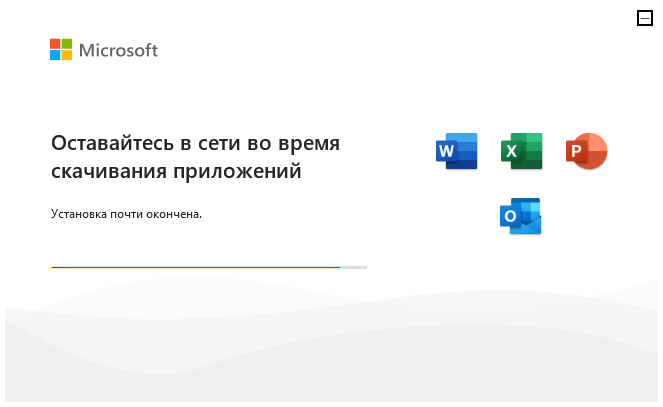 Microsoft
Оставайтесь в сети во время
скачивания приложений
W X P
Установка почти окончена.
O